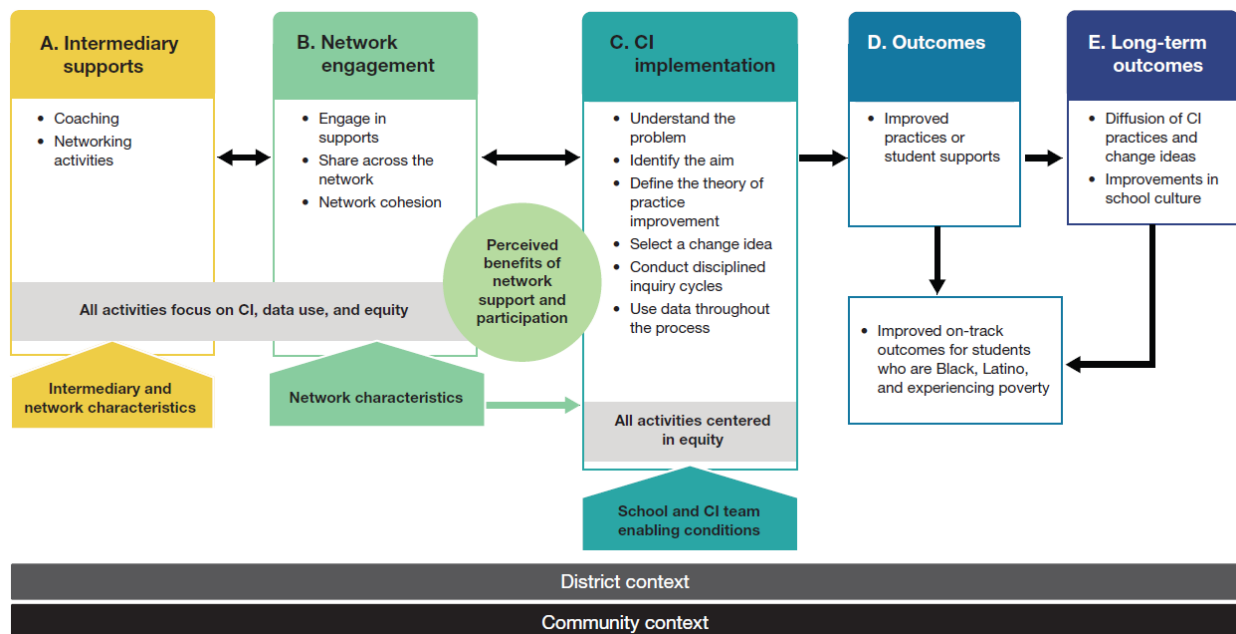 A. Intermediary
supports
• Coaching
• Networking
activities
B. Network
engagement
• Engage in
supports
• Share across the
network
• Network cohesion
All activities focus on CI, data use, and equity
Intermediary and
network characteristics
Network characteristics
Perceived
benefits of
network
support and
participation
C. CI
implementation
• Understand the
problem
• Identify the aim
• Define the theory of
practice
improvement
• Select a change idea
• Conduct disciplined
inquiry cycles
• Use data throughout
the process
All activities centered
in equity
School and CI team
enabling conditions
D. Outcomes
• Improved
practices or
student supports
E. Long-term
outcomes
• Diffusion of CI
practices and
change ideas
• Improvements in
school culture
• Improved on-track
outcomes for students
who are Black, Latino,
and experiencing poverty
District context
Community context